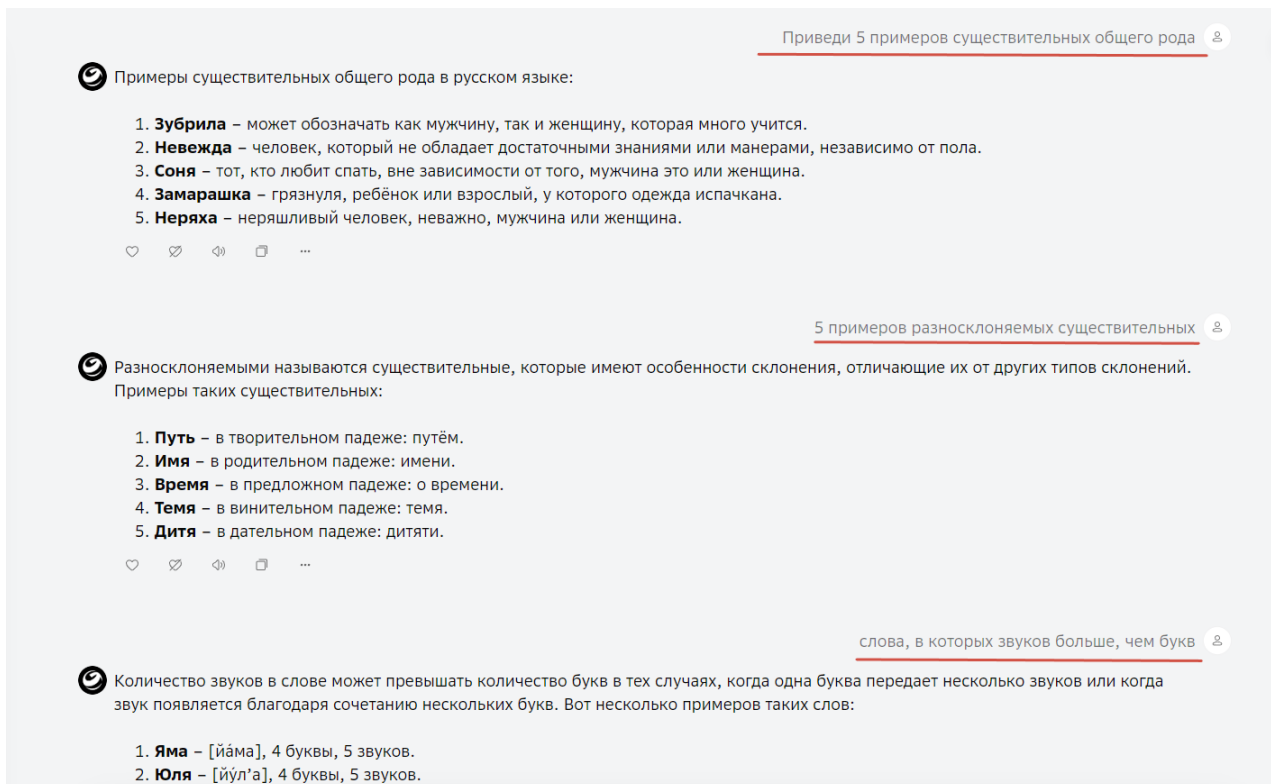 Приведи 5 примеров существительных общего рода
Примеры существительных общего рода в русском языке:
1. Зубрила – может обозначать как мужчину, так и женщину, которая много учится.
2. Невежда – человек, который не обладает достаточными знаниями или манерами, независимо от пола.
3. Соня – тот, кто любит спать, вне зависимости от того, мужчина это или женщина.
4. Замарашка – грязнуля, ребёнок или взрослый, у которого одежда испачкана.
5. Неряха – неряшливый человек, неважно, мужчина или женщина.
5 примеров разносклоняемых существительных
Разносклоняемыми называются существительные, которые имеют особенности склонения, отличающие их от других типов склонений.
Примеры таких существительных:
1. Путь – в творительном падеже: путём.
2. Имя – в родительном падеже: имени.
3. Время – в предложном падеже: о времени.
4. Темя – в винительном падеже: темя.
5. Дитя – в дательном падеже: дитяти.
слова, в которых звуков больше, чем букв
Количество звуков в слове может превышать количество букв в тех случаях, когда одна буква передает несколько звуков или когда
звук появляется благодаря сочетанию нескольких букв. Вот несколько примеров таких слов:
1. Яма – [йа́ма], 4 буквы, 5 звуков.
2. Юля – [йу́л’а], 4 буквы, 5 звуков.